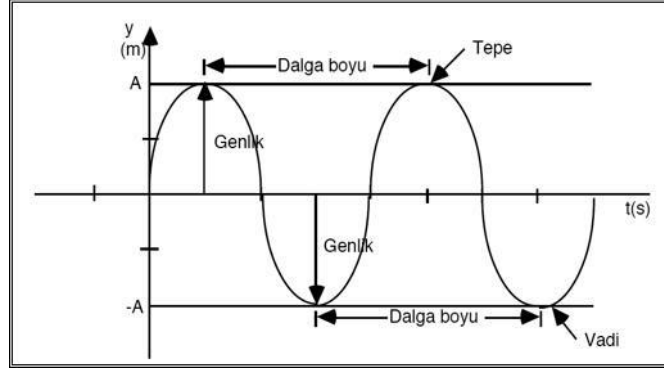 y
(m)
Tepe
Dalga boyu
A
Genlik
t(s)
Genlik
-A
Dalga boyu
Vadi